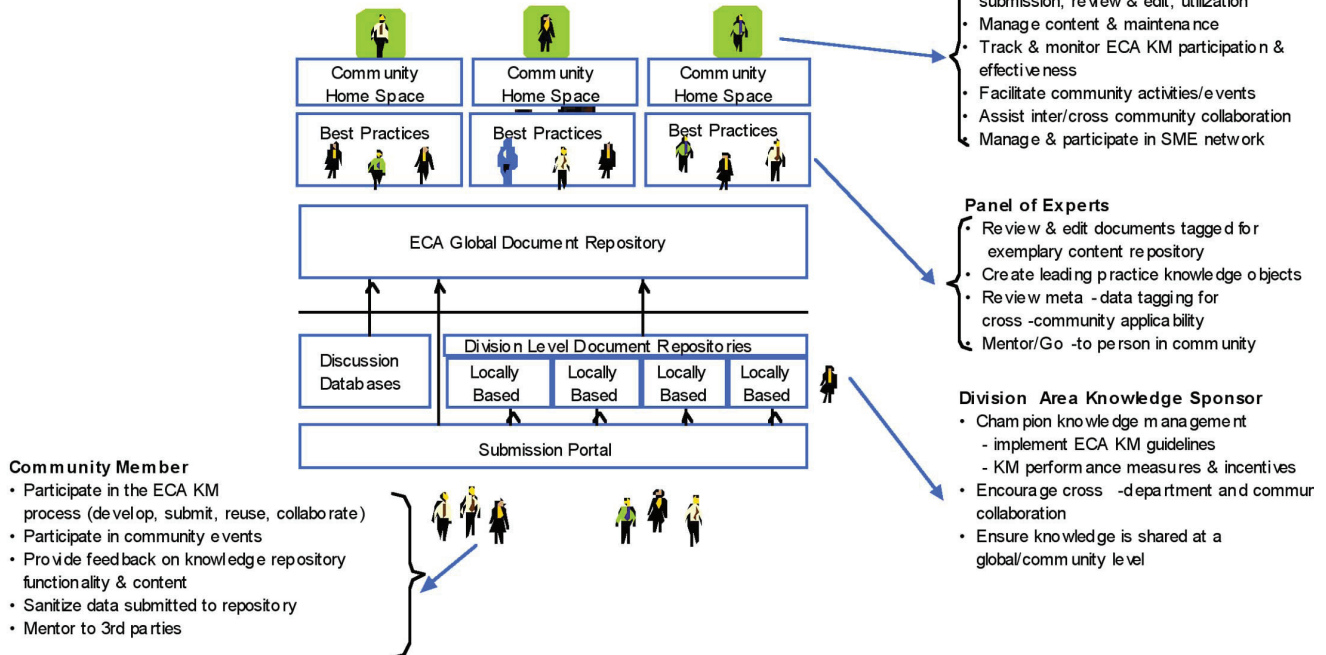 submission, review & edit, utilization
• Manage content & maintenance
• Track & monitor ECA KM participation &
effectiveness
• Facilitate community activities/events
• Assist inter/cross community collaboration
• Manage & participate in SME network
Community
Home Space
Community
Home Space
Community
Home Space
Best Practices
Best Practices
Best Practices
ECA Global Document Repository
Panel of Experts
• Review & edit documents tagged for
exemplary content repository
• Create leading practice knowledge objects
• Review meta -data tagging for
cross -community applicability
• Mentor/Go -to person in community
Discussion
Databases
Division Level Document Repositories
Locally
Based
Locally
Based
Locally
Based
Locally
Based
Submission Portal
Division Area Knowledge Sponsor
• Champion knowledge management
- implement ECA KM guidelines
- KM performance measures & incentives
• Encourage cross -department and commur
collaboration
• Ensure knowledge is shared at a
global/community level
Community Member
• Participate in the ECA KM
process (develop, submit, reuse, collaborate)
• Participate in community events
• Provide feedback on knowledge repository
functionality & content
• Sanitize data submitted to repository
• Mentor to 3rd parties